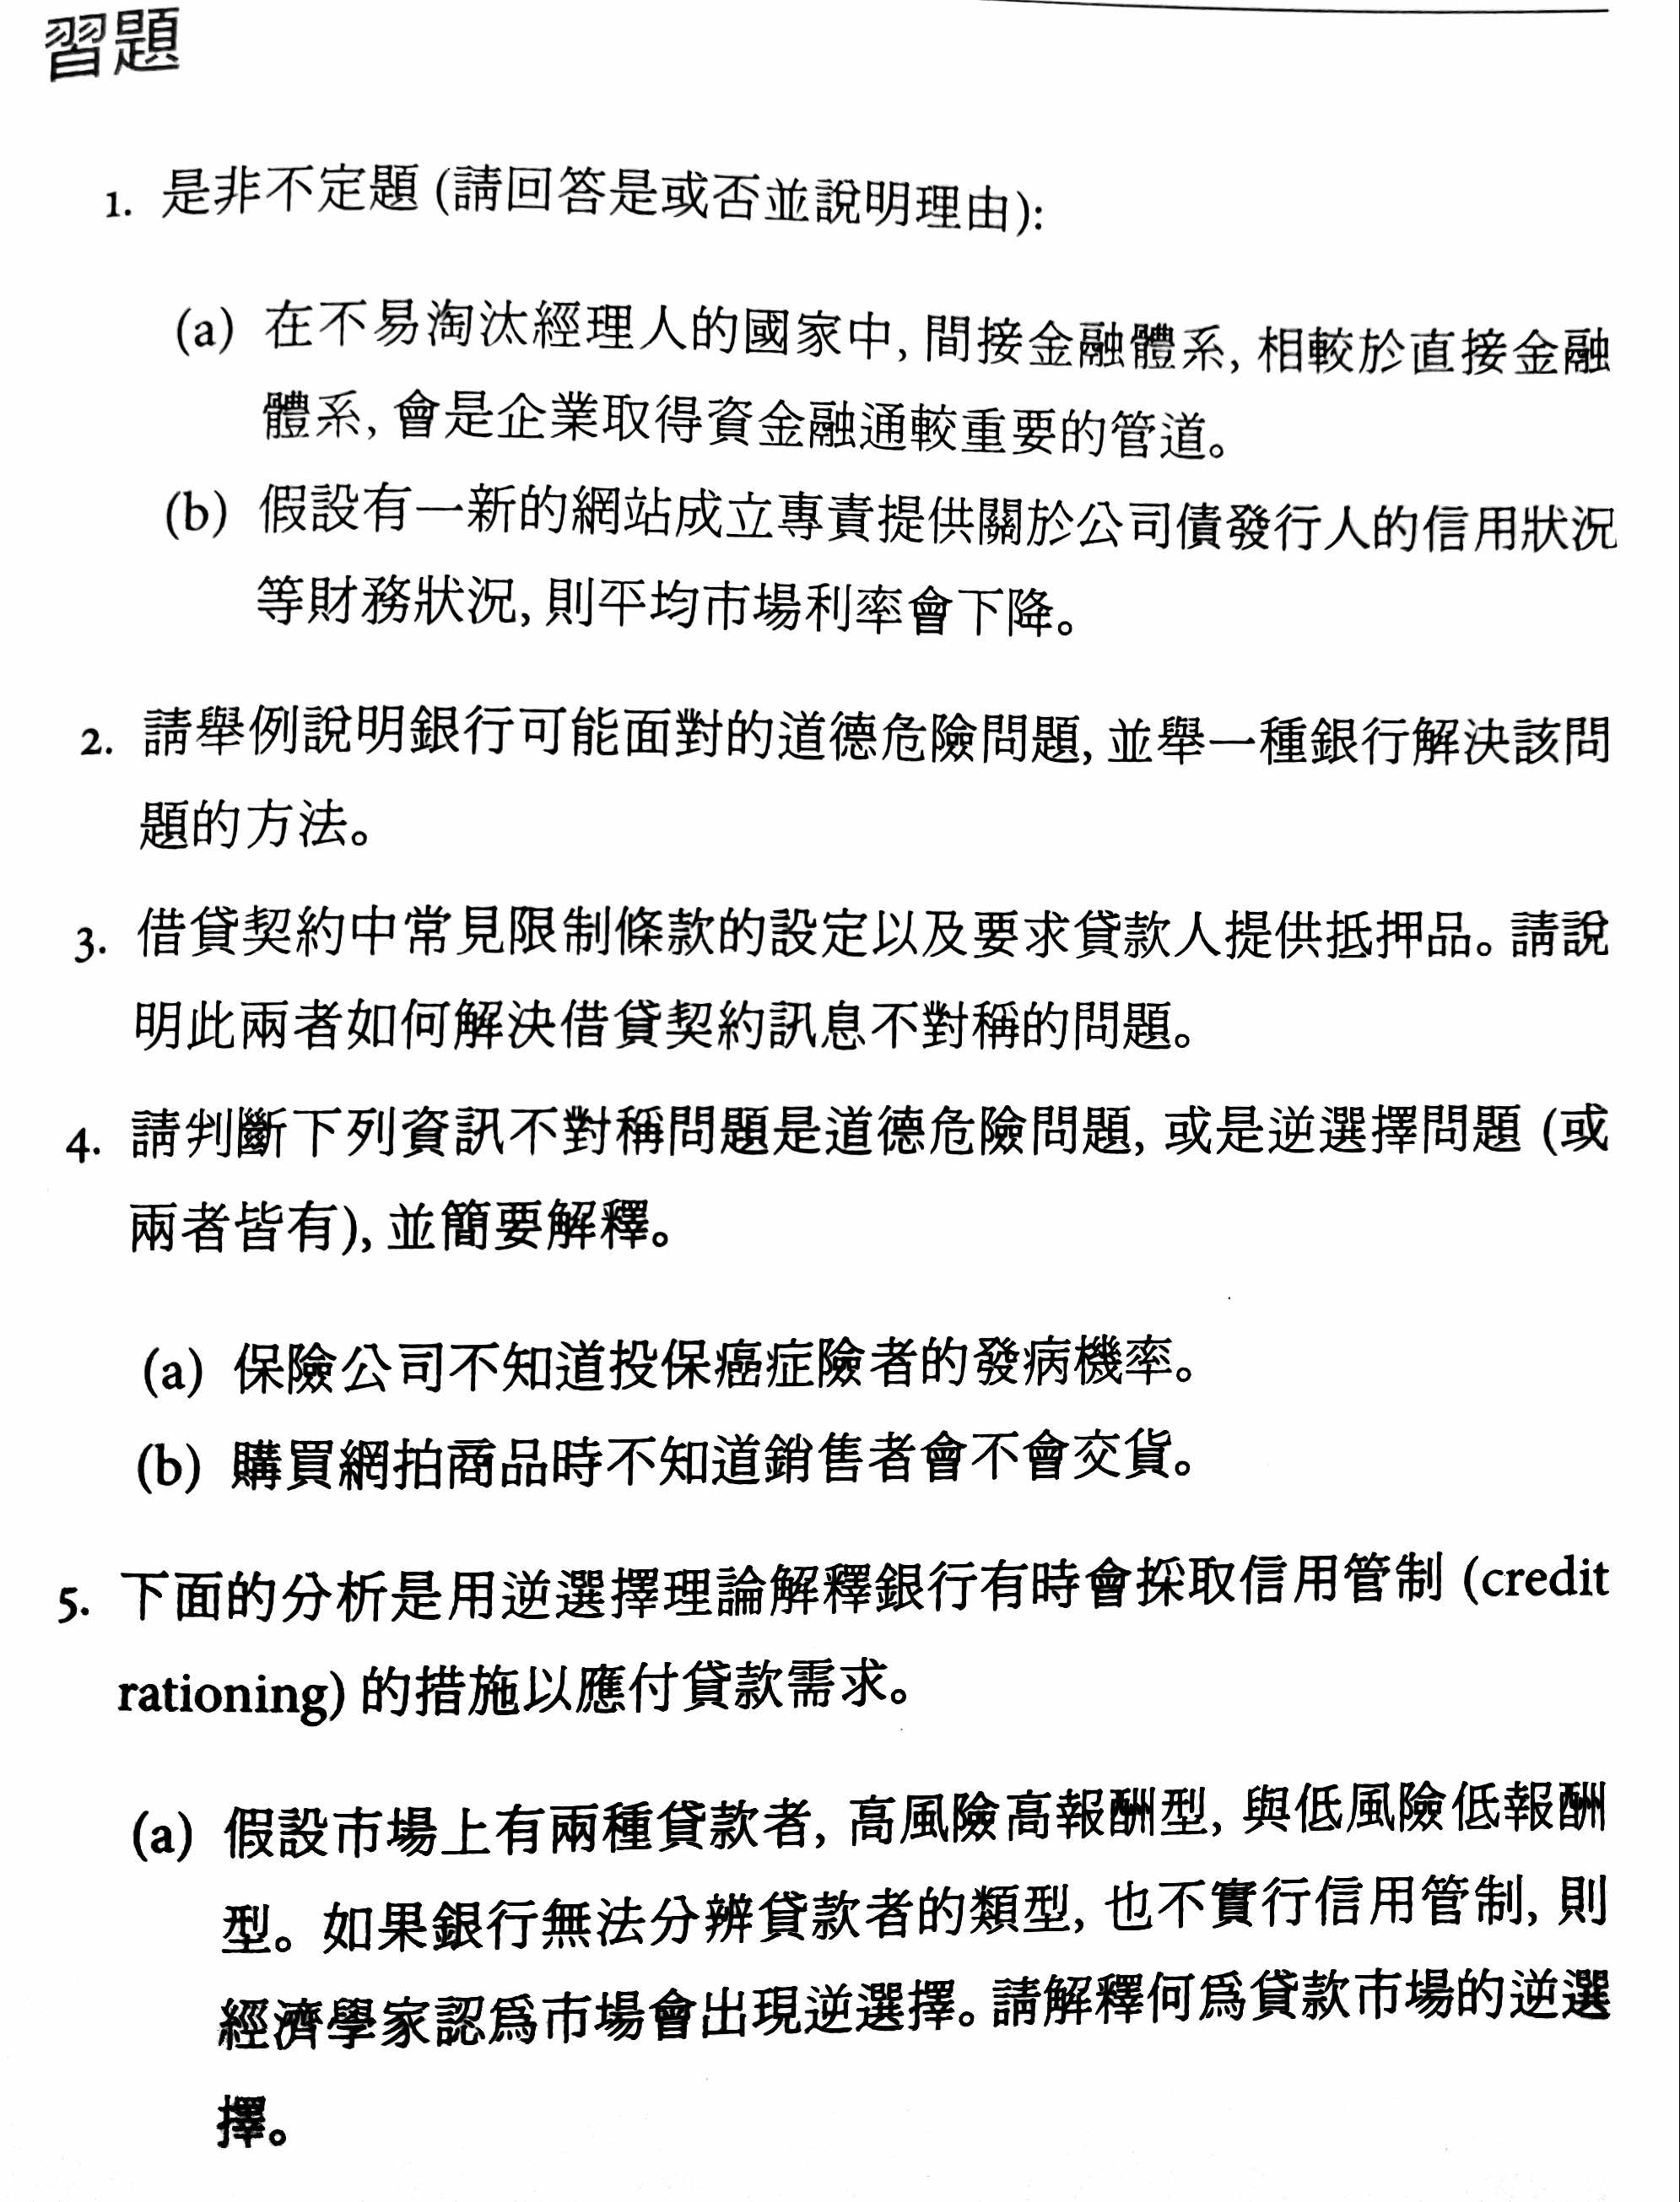 習題
1. 是非不定題 (請回答是或否並說明理由):
(a) 在不易淘汰經理人的國家中, 間接金融體系, 相較於直接金融
體系, 會是企業取得資金融通較重要的管道。
(b) 假設有一新的網站成立專責提供關於公司債發行人的信用狀況
等財務狀況, 則平均市場利率會下降。
2. 請舉例說明銀行可能面對的道德危險問題, 並舉一種銀行解決該問
題的方法。
3. 借貸契約中常見限制條款的設定以及要求貸款人提供抵押品。請說
明此兩者如何解決借貸契約訊息不對稱的問題。
4. 請判斷下列資訊不對稱問題是道德危險問題, 或是逆選擇問題 (或
兩者皆有), 並簡要解釋。
(a) 保險公司不知道投保癌症險者的發病機率。
(b) 購買網拍商品時不知道銷售者會不會交貨。
5. 下面的分析是用逆選擇理論解釋銀行有時會採取信用管制 (credit
rationing) 的措施以應付貸款需求。
(a) 假設市場上有兩種貸款者, 高風險高報酬型, 與低風險低報酬
型。如果銀行無法分辨貸款者的類型, 也不實行信用管制, 則
經濟學家認爲市場會出現逆選擇。請解釋何爲貸款市場的逆選
擇。